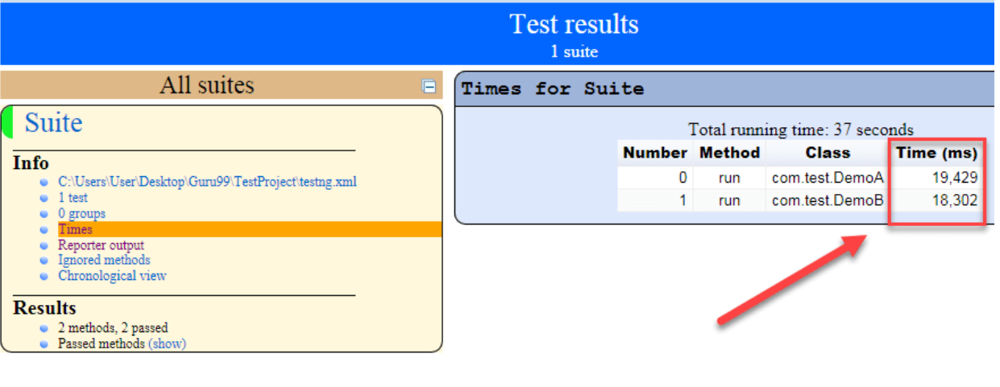 Test results
1 suite
All suites
Suite
Info
C:\Users\User\Desktop\Guru99\TestProject\testng.xml
1 test
0 groups
Times
Reporter output
Ignored methods
Chronological view
Results
2 methods, 2 passed
Passed methods (show)
Times for Suite
Total running time: 37 seconds
Number Method Class Time (ms)
0 run com.test.DemoA 19,429
1 run com.test.DemoB 18,302